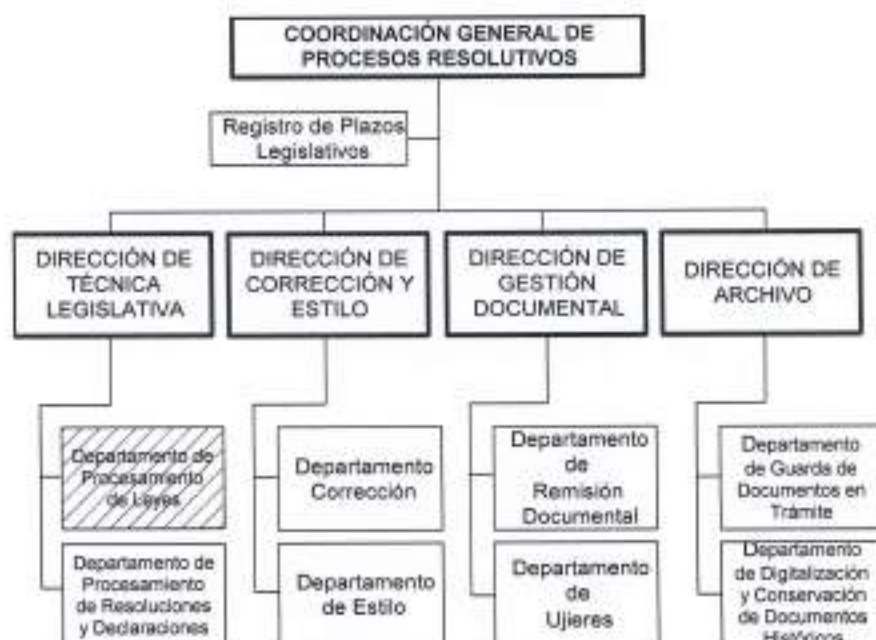 COORDINACIÓN GENERAL DE
PROCESOS RESOLUTIVOS
Registro de Plazos
Legislativos
DIRECCIÓN DE
TÉCNICA
LEGISLATIVA
DIRECCIÓN DE
CORRECCIÓN Y
ESTILO
DIRECCIÓN DE
GESTIÓN
DOCUMENTAL
DIRECCIÓN DE
ARCHIVO
Departamento de
Procesamiento
de Leyes
Departamento
Corrección
Departamento
de
Remisión
Documental
Departamento
de Guarda de
Documentos en
Trámite
Departamento de
Procesamiento
de Resoluciones
y Declaraciones
Departamento
de Estilo
Departamento
de
Ujieres
Departamento
de Digitalización
y Conservación
de Documentos
Históricos